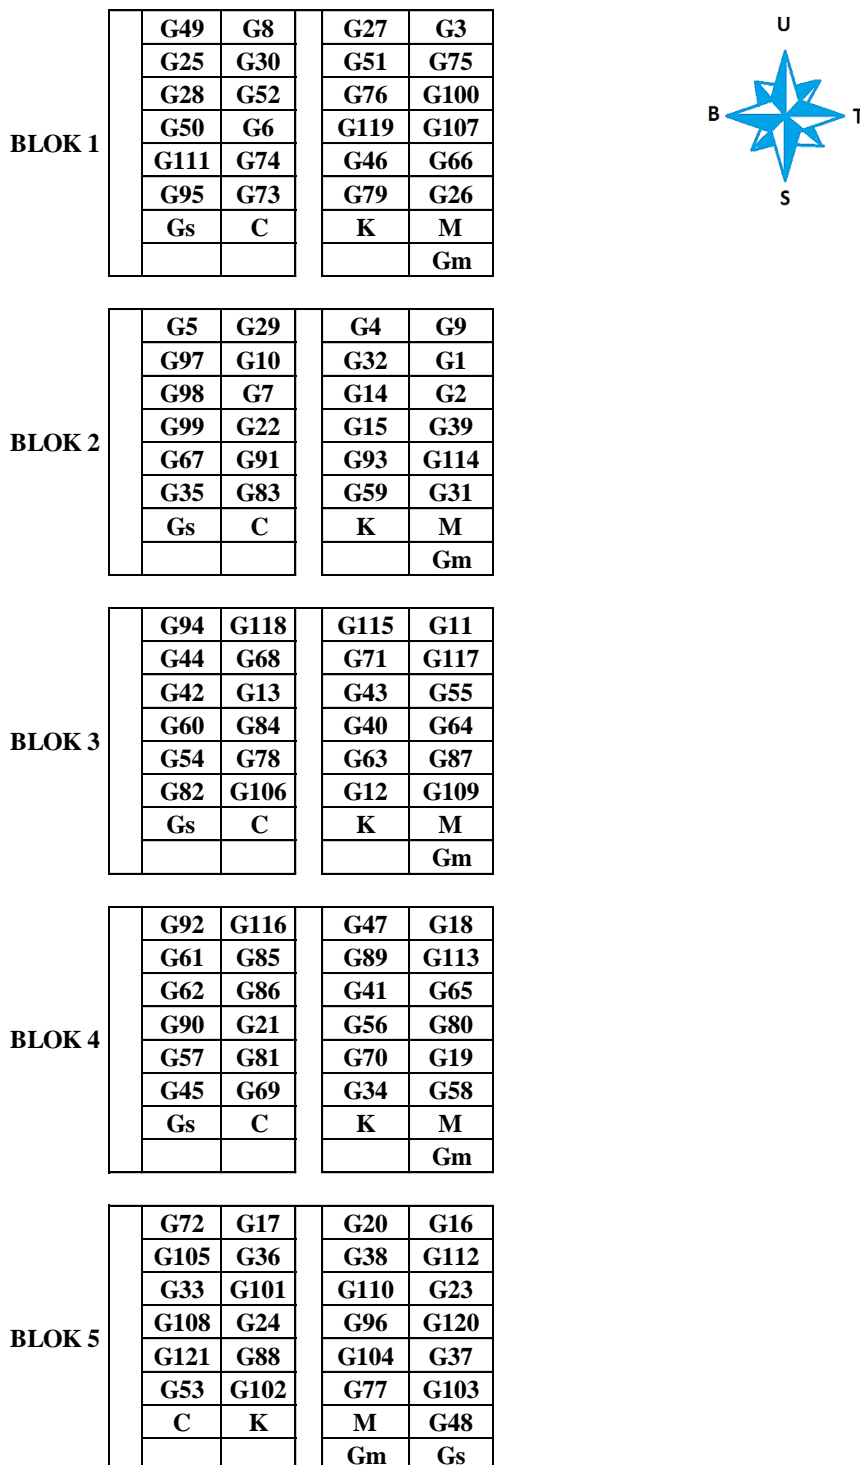 U
B T
S
BLOK 1
G49 G8 G27 G3
G25 G30 G51 G75
G28 G52 G76 G100
G50 G6 G119 G107
G111 G74 G46 G66
G95 G73 G79 G26
Gs C K M
Gm
BLOK 2
G5 G29 G4 G9
G97 G10 G32 G1
G98 G7 G14 G2
G99 G22 G15 G39
G67 G91 G93 G114
G35 G83 G59 G31
Gs C K M
Gm
BLOK 3
G94 G118 G115 G11
G44 G68 G71 G117
G42 G13 G43 G55
G60 G84 G40 G64
G54 G78 G63 G87
G82 G106 G12 G109
Gs C K M
Gm
BLOK 4
G92 G116 G47 G18
G61 G85 G89 G113
G62 G86 G41 G65
G90 G21 G56 G80
G57 G81 G70 G19
G45 G69 G34 G58
Gs C K M
Gm
BLOK 5
G72 G17 G20 G16
G105 G36 G38 G112
G33 G101 G110 G23
G108 G24 G96 G120
G121 G88 G104 G37
G53 G102 G77 G103
C K M G48
Gm Gs